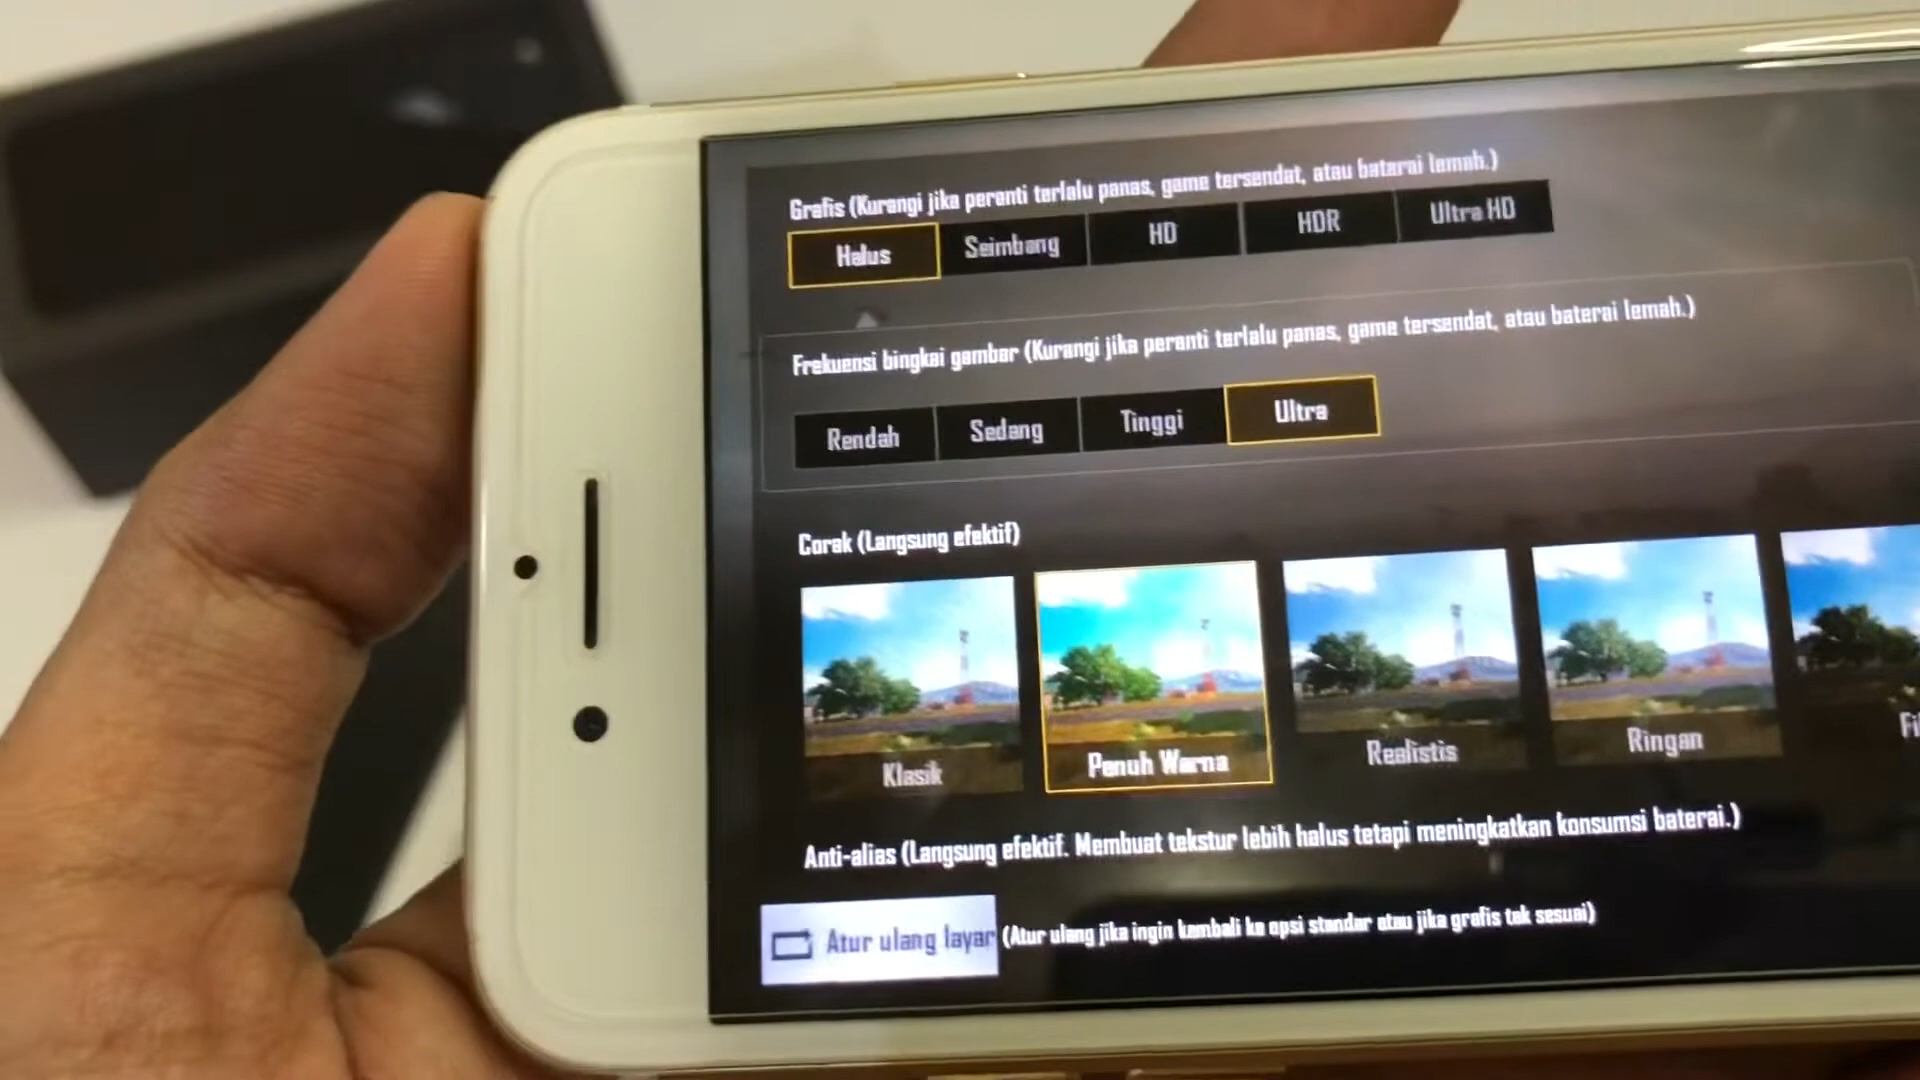 Grafis (Kurangi jika peranti terlalu panas, game tersendat, atau baterai lemah.)
Halus Seimbang HD HDR Ultra HD
Frekuensi bingkai gambar (Kurangi jika peranti terlalu panas, game tersendat, atau baterai lemah.)
Rendah Sedang Tinggi Ultra
Corak (Langsung efektif)
Klasik Penuh Warna Realistis Ringan
Anti-alias (Langsung efektif. Membuat tekstur lebih halus tetapi meningkatkan konsumsi baterai.)
Atur ulang layar (Atur ulang jika ingin kembali ke opsi standar atau jika grafis tak sesuai)